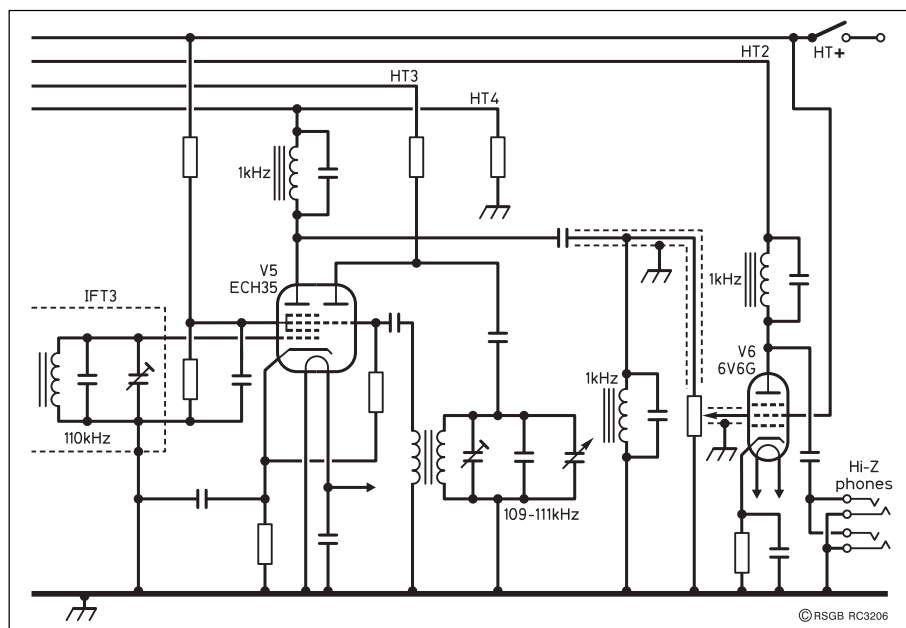 HT+
HT2
HT3
HT4
1kHz
1kHz
V5
ECH35
IFT3
V6
6V6G
1kHz
110kHz
109-111kHz
Hi-Z
phones
© RSGB RC3206